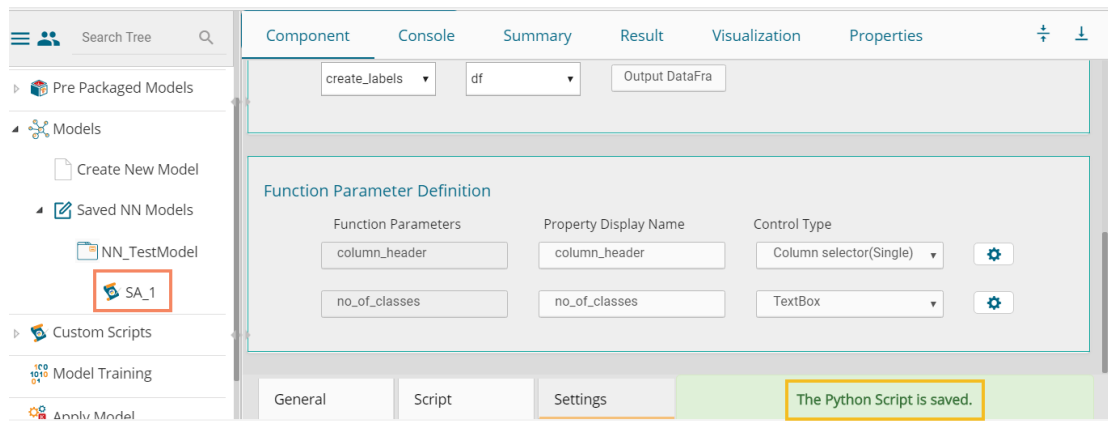 Search Tree
Component Console Summary Result Visualization Properties
Pre Packaged Models
Models
Create New Model
Saved NN Models
NN_TestModel
SA_1
Custom Scripts
Model Training
Apply Model
create_labels df Output DataFra
Function Parameter Definition
Function Parameters Property Display Name Control Type
column_header column_header Column selector(Single)
no_of_classes no_of_classes TextBox
General Script Settings The Python Script is saved.